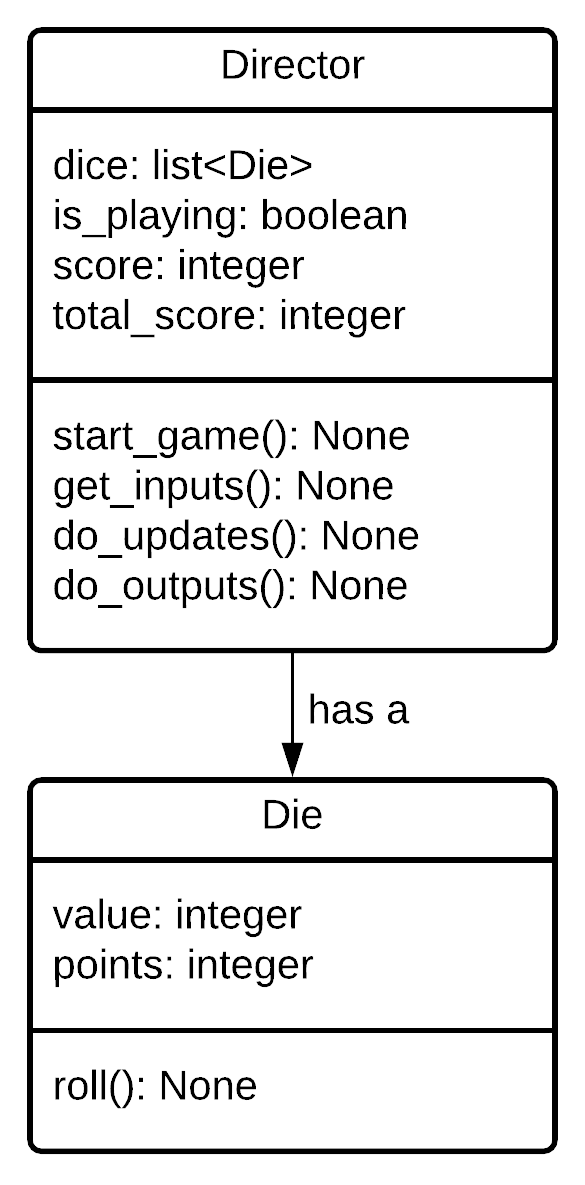 Director
dice: list<Die>
is_playing: boolean
score: integer
total_score: integer
start_game(): None
get_inputs(): None
do_updates(): None
do_outputs(): None
has a
Die
value: integer
points: integer
roll(): None